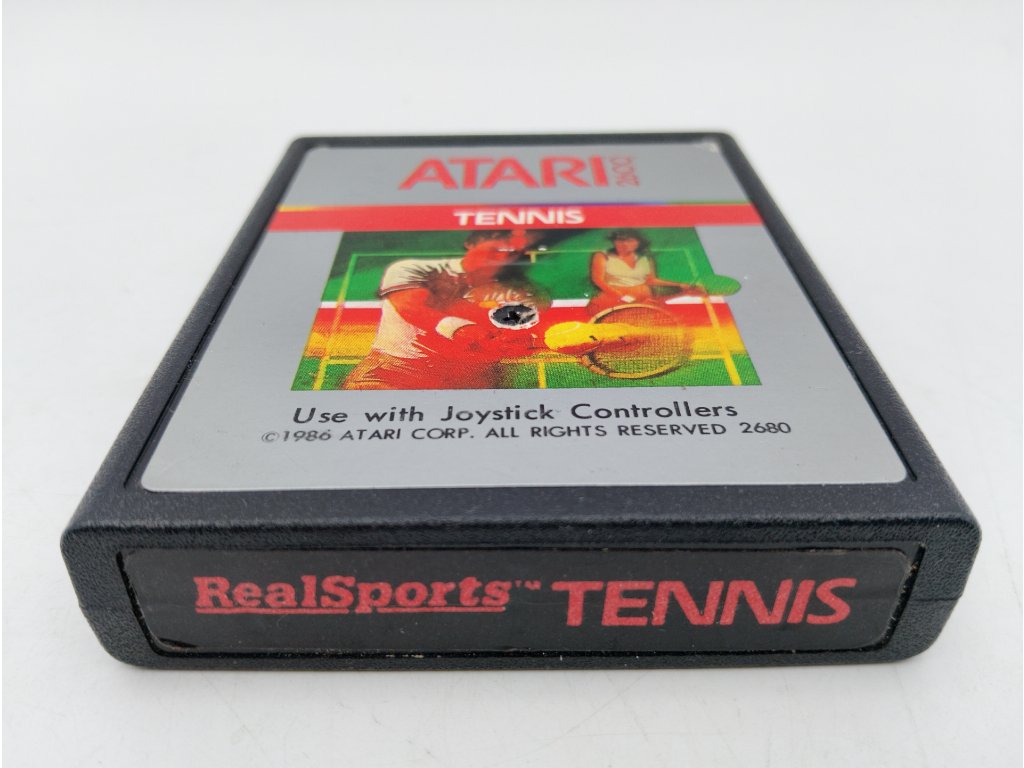 ATARI 2600
TENNIS
Use with Joystick Controllers
©1986 ATARI CORP. ALL RIGHTS RESERVED 2680
RealSports™ TENNIS